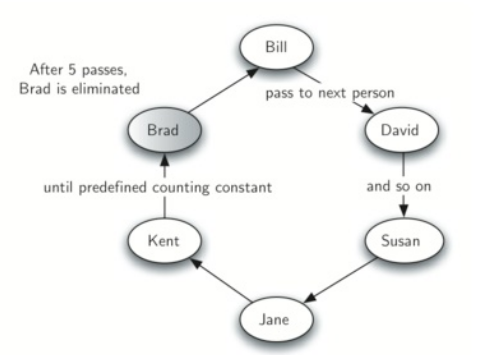 Bill
After 5 passes,
Brad is eliminated
pass to next person
Brad
David
until predefined counting constant
and so on
Kent
Susan
Jane